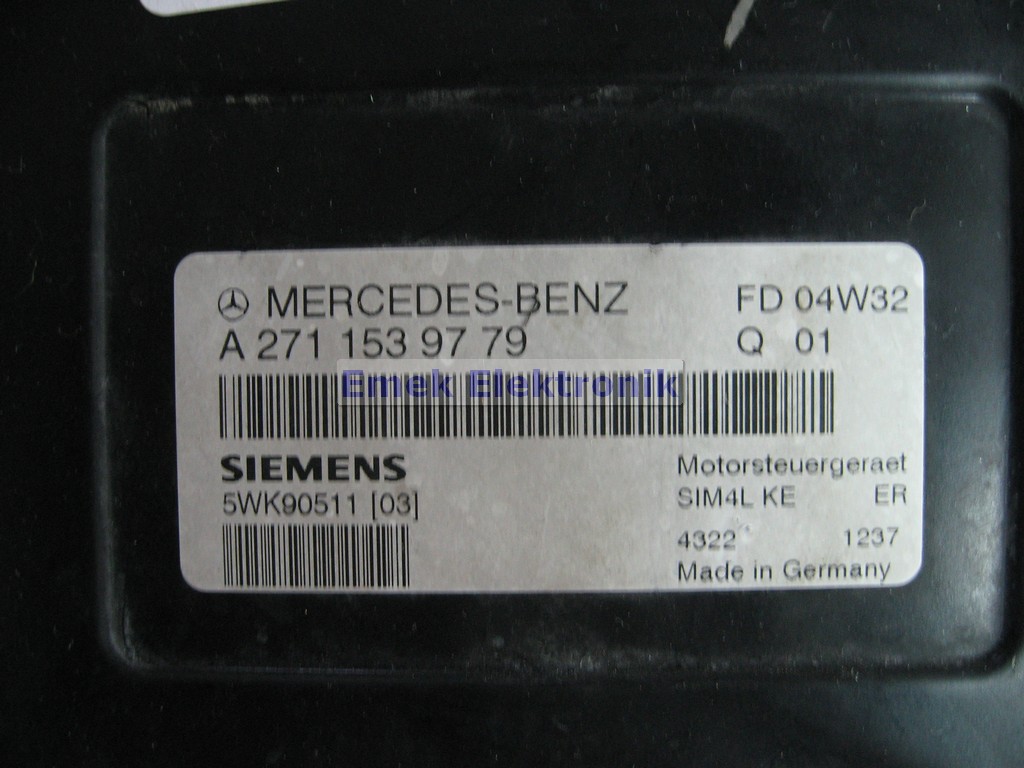 MERCEDES-BENZ FD 04W32
A 271 153 97 79 Q 01
Emek Elektronik
SIEMENS Motorsteuergeraet
5WK90511 [03] SIM4L KE ER
4322 1237
Made in Germany